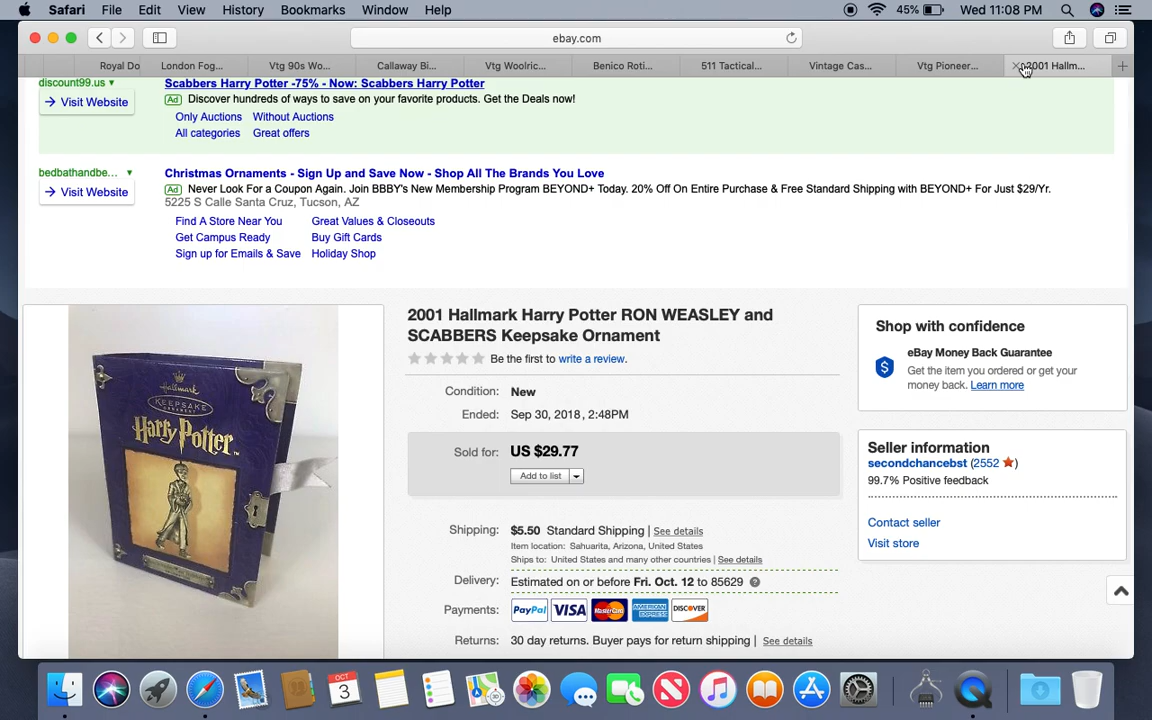 Safari File Edit View History Bookmarks Window Help 45% Wed 11:08 PM
ebay.com
Royal Do London Fog... Vtg 90s Wo... Callaway Bi... Vtg Woolric... Benico Roti... 511 Tactical... Vintage Cas... Vtg Pioneer... 2001 Hallm...
discount99.us
Scabbers Harry Potter -75% - Now: Scabbers Harry Potter
Visit Website
Ad Discover hundreds of ways to save on your favorite products. Get the Deals now!
Only Auctions Without Auctions
All categories Great offers
bedbathandbe...
Christmas Ornaments - Sign Up and Save Now - Shop All The Brands You Love
Visit Website
Ad Never Look For a Coupon Again. Join BBBY's New Membership Program BEYOND+ Today. 20% Off On Entire Purchase & Free Standard Shipping with BEYOND+ For Just $29/Yr.
5225 S Calle Santa Cruz, Tucson, AZ
Find A Store Near You Great Values & Closeouts
Get Campus Ready Buy Gift Cards
Sign up for Emails & Save Holiday Shop
Hallmark
KEEPSAKE
ORNAMENT
Harry Potter
2001 Hallmark Harry Potter RON WEASLEY and
SCABBERS Keepsake Ornament
Be the first to write a review.
Condition: New
Ended: Sep 30, 2018 , 2:48PM
Sold for: US $29.77
Add to list
Shipping: $5.50 Standard Shipping | See details
Item location: Sahuarita, Arizona, United States
Ships to: United States and many other countries | See details
Delivery: Estimated on or before Fri. Oct. 12 to 85629
Payments: PayPal VISA MasterCard AMERICAN EXPRESS DISCOVER
Returns: 30 day returns. Buyer pays for return shipping | See details
Shop with confidence
eBay Money Back Guarantee
Get the item you ordered or get your
money back. Learn more
Seller information
secondchancebst (2552)
99.7% Positive feedback
Contact seller
Visit store
OCT
3